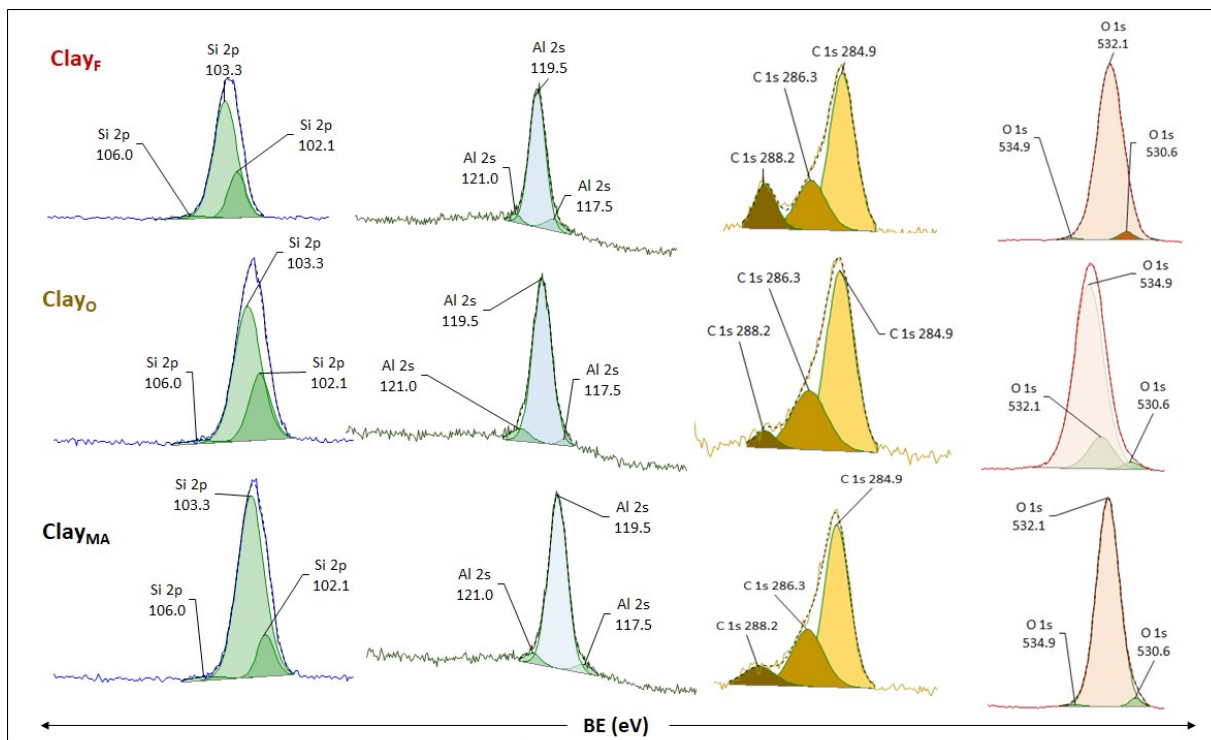 Clay_F
Si 2p
103.3
Si 2p
106.0
Si 2p
102.1
Al 2s
119.5
Al 2s
121.0
Al 2s
117.5
C 1s 284.9
C 1s 286.3
C 1s 288.2
O 1s
532.1
O 1s
534.9
O 1s
530.6
Clay_O
Si 2p
103.3
Si 2p
106.0
Si 2p
102.1
Al 2s
119.5
Al 2s
121.0
Al 2s
117.5
C 1s 286.3
C 1s 288.2
C 1s 284.9
O 1s
534.9
O 1s
532.1
O 1s
530.6
Clay_MA
Si 2p
103.3
Si 2p
106.0
Si 2p
102.1
Al 2s
119.5
Al 2s
121.0
Al 2s
117.5
C 1s 284.9
C 1s 286.3
C 1s 288.2
O 1s
532.1
O 1s
534.9
O 1s
530.6
BE (eV)